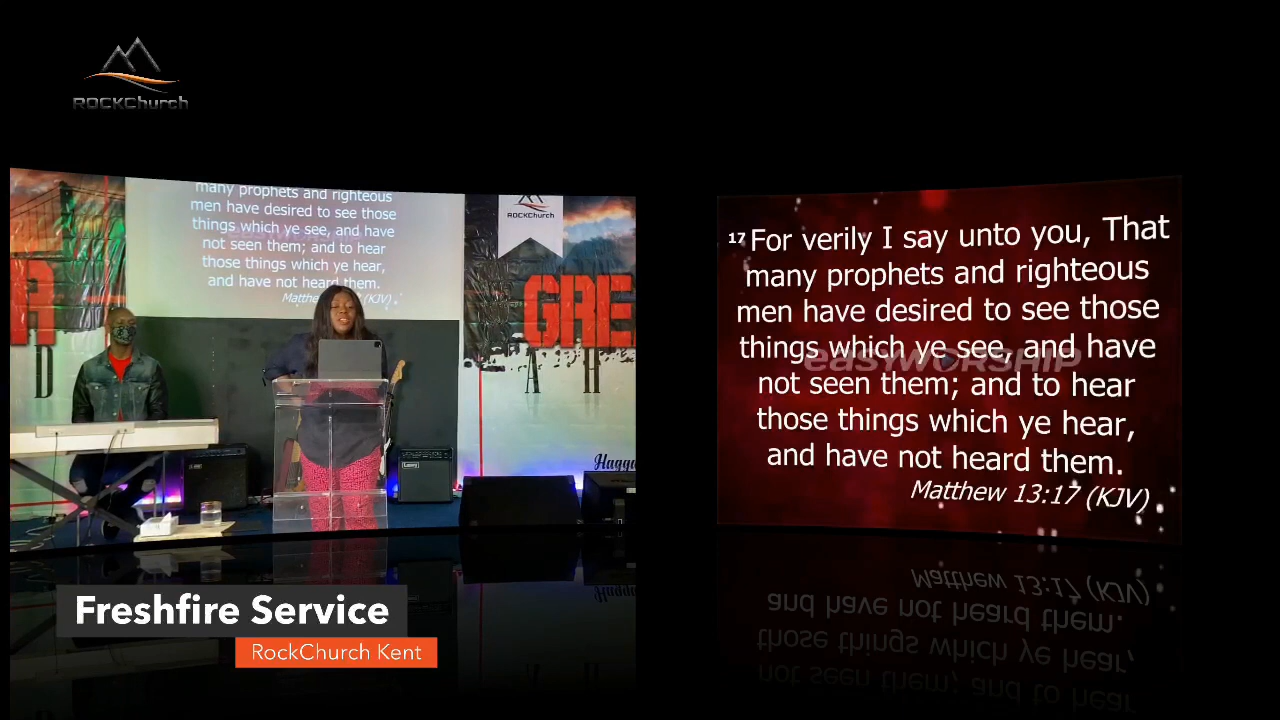 ROCKChurch
many prophets and righteous
men have desired to see those
things which ye see, and have
not seen them; and to hear
those things which ye hear,
and have not heard them.
(KJV)
ROCKChurch
GRE
D
A H
Hagga
17 For verily I say unto you, That
many prophets and righteous
men have desired to see those
things which ye see, and have
not seen them; and to hear
those things which ye hear,
and have not heard them.
Matthew 13:17 (KJV)
easyWORSHIP
Freshfire Service
RockChurch Kent